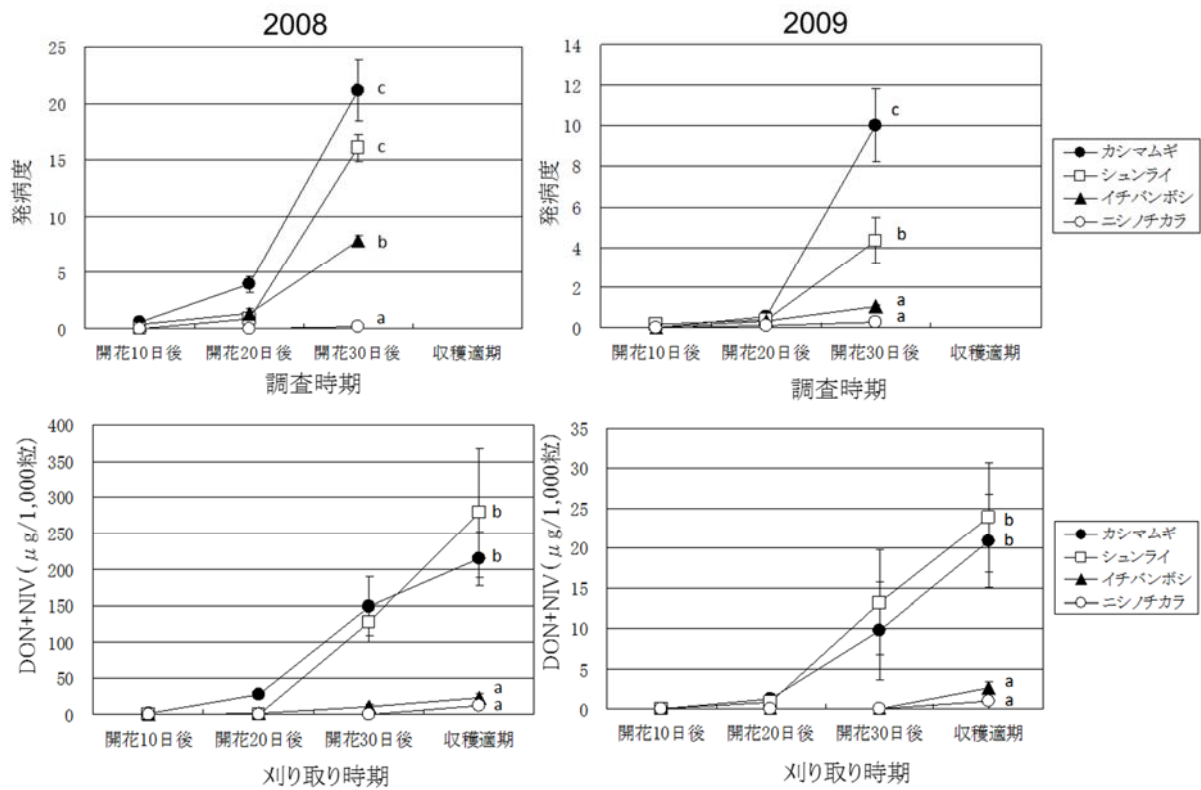 2008
25
20
15
10
5
0
発病度
c
c
b
a
開花10日後 開花20日後 開花30日後 収穫適期
調査時期
2009
14
12
10
8
6
4
2
0
発病度
c
b
a
a
開花10日後 開花20日後 開花30日後 収穫適期
調査時期
カシマムギ
シュンライ
イチバンボシ
ニシノチカラ
400
350
300
250
200
150
100
50
0
DON+NIV(μg/1,000粒)
b
b
a
a
開花10日後 開花20日後 開花30日後 収穫適期
刈り取り時期
35
30
25
20
15
10
5
0
DON+NIV(μg/1,000粒)
b
b
a
a
開花10日後 開花20日後 開花30日後 収穫適期
刈り取り時期
カシマムギ
シュンライ
イチバンボシ
ニシノチカラ